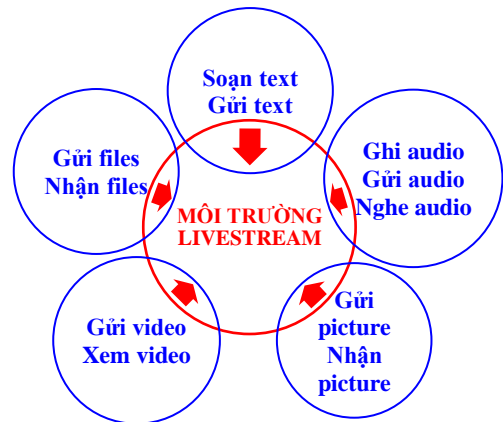 Soạn text
Gửi text
Gửi files
Nhận files
Ghi audio
Gửi audio
Nghe audio
MÔI TRƯỜNG
LIVESTREAM
Gửi video
Xem video
Gửi
picture
Nhận
picture